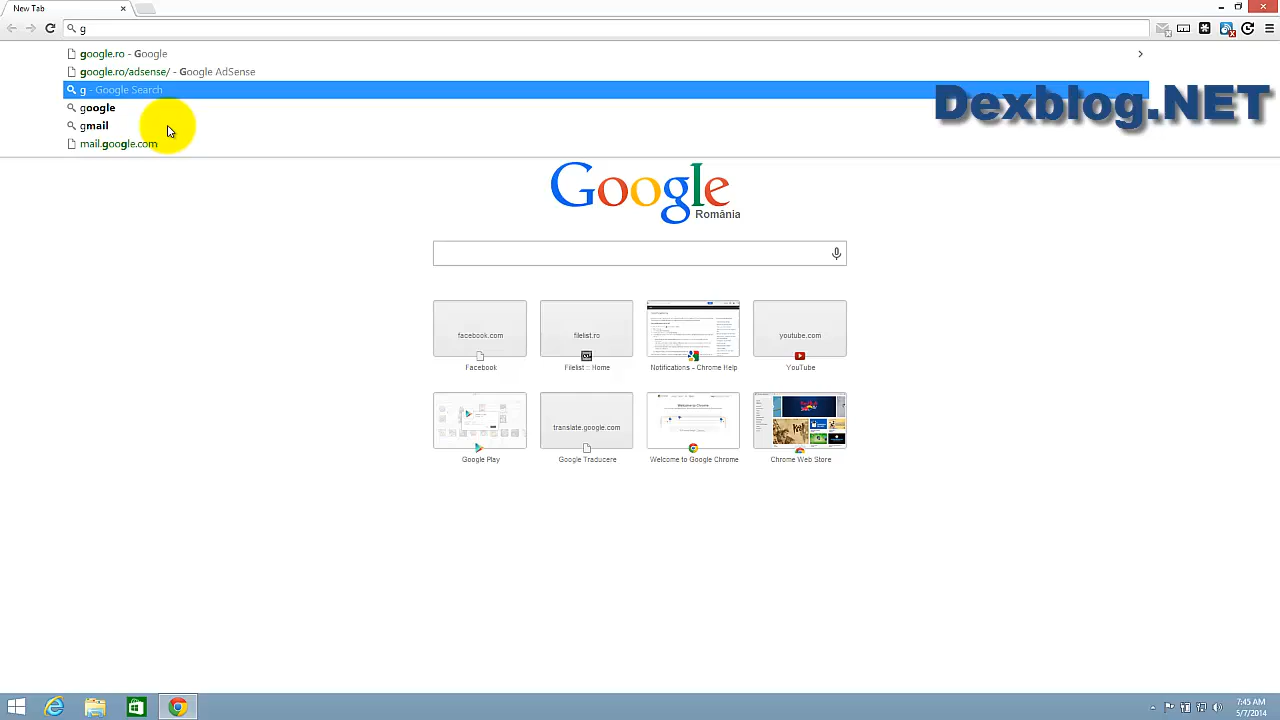 New Tab
g
google.ro - Google
google.ro/adsense/ - Google AdSense
g - Google Search
google
gmail
mail.google.com
Dexblog.NET
Google
România
book.com
filelist.ro
youtube.com
Facebook
Filelist :: Home
Notifications - Chrome Help
YouTube
translate.google.com
Google Play
Google Traducere
Welcome to Google Chrome
Chrome Web Store
7:45 AM
5/7/2014